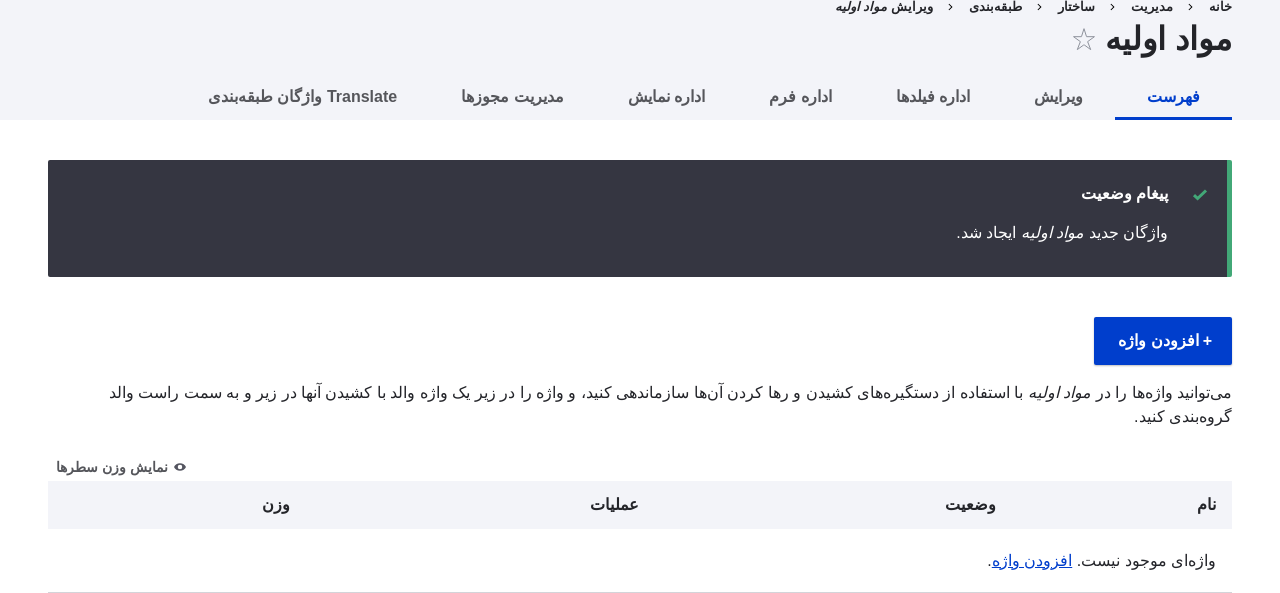 خانه › مدیریت › ساختار › طبقه‌بندی › ویرایش مواد اولیه
مواد اولیه ☆
فهرست ویرایش اداره فیلدها اداره فرم اداره نمایش مدیریت مجوزها Translate واژگان طبقه‌بندی
پیغام وضعیت
واژگان جدید مواد اولیه ایجاد شد.
+ افزودن واژه
می‌توانید واژه‌ها را در مواد اولیه با استفاده از دستگیره‌های کشیدن و رها کردن آن‌ها سازماندهی کنید، و واژه را در زیر یک واژه والد با کشیدن آنها در زیر و به سمت راست والد
گروه‌بندی کنید.
نمایش وزن سطرها
نام وضعیت عملیات وزن
واژه‌ای موجود نیست. افزودن واژه.